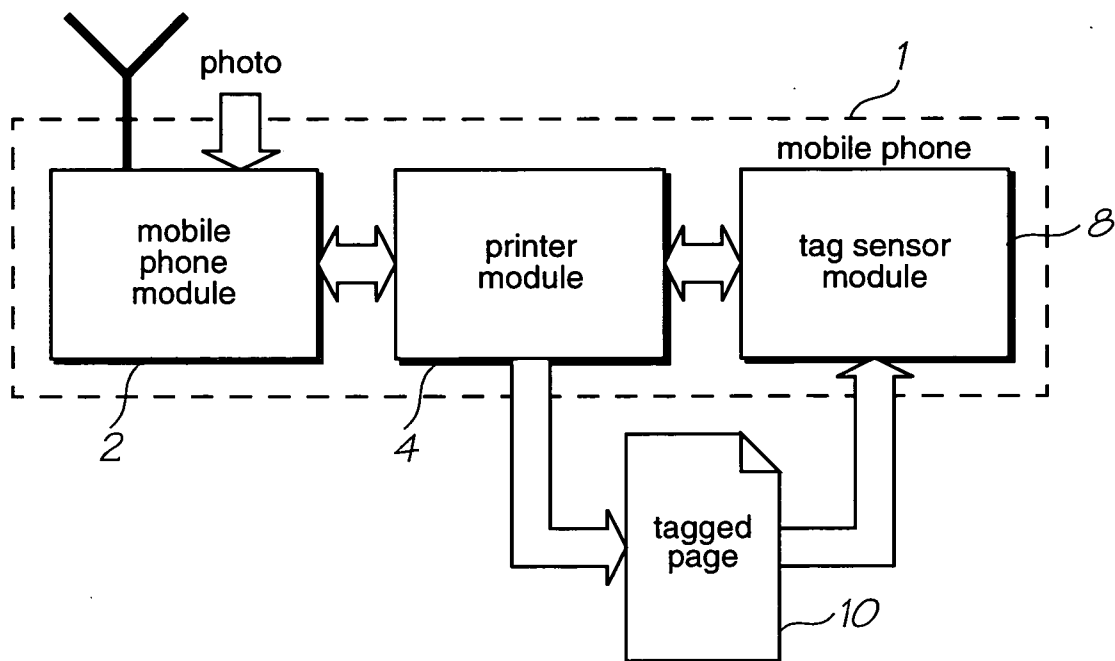 photo
1
mobile phone
mobile
phone
module
printer
module
tag sensor
module
8
2
4
tagged
page
10